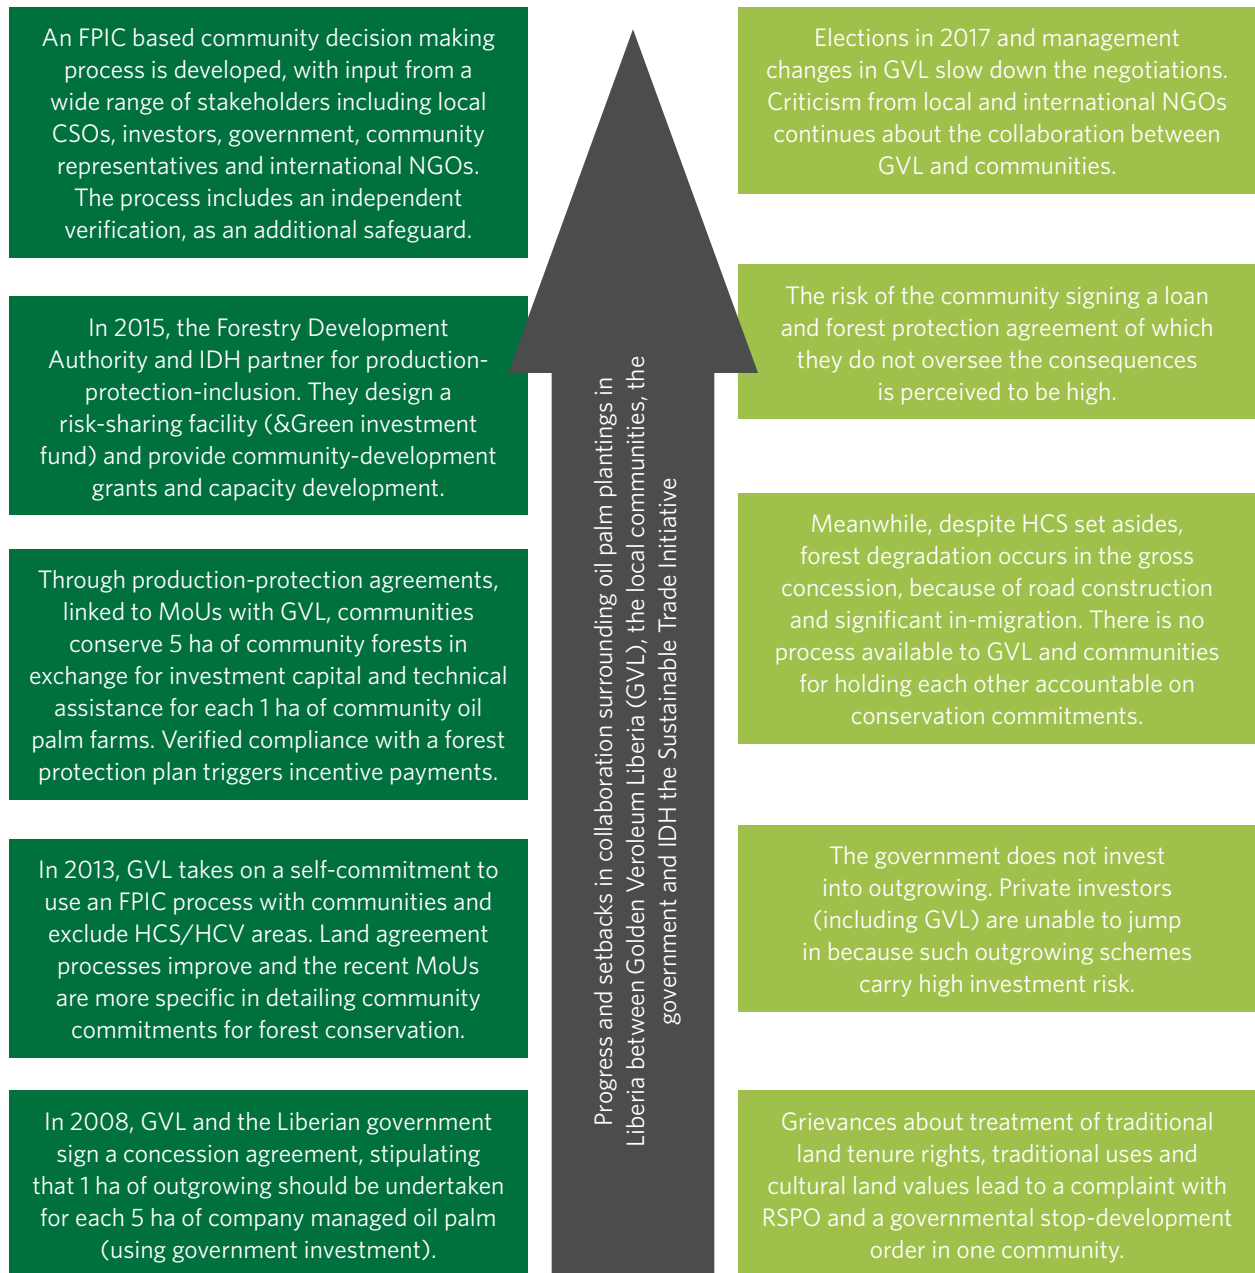 An FPIC based community decision making
process is developed, with input from a
wide range of stakeholders including local
CSOs, investors, government, community
representatives and international NGOs.
The process includes an independent
verification, as an additional safeguard.
In 2015, the Forestry Development
Authority and IDH partner for production-
protection-inclusion. They design a
risk-sharing facility (&Green investment
fund) and provide community-development
grants and capacity development.
Through production-protection agreements,
linked to MoUs with GVL, communities
conserve 5 ha of community forests in
exchange for investment capital and technical
assistance for each 1 ha of community oil
palm farms. Verified compliance with a forest
protection plan triggers incentive payments.
In 2013, GVL takes on a self-commitment to
use an FPIC process with communities and
exclude HCS/HCV areas. Land agreement
processes improve and the recent MoUs
are more specific in detailing community
commitments for forest conservation.
In 2008, GVL and the Liberian government
sign a concession agreement, stipulating
that 1 ha of outgrowing should be undertaken
for each 5 ha of company managed oil palm
(using government investment).
Progress and setbacks in collaboration surrounding oil palm plantings in
Liberia between Golden Veroleum Liberia (GVL), the local communities, the
government and IDH the Sustainable Trade Initiative
Elections in 2017 and management
changes in GVL slow down the negotiations.
Criticism from local and international NGOs
continues about the collaboration between
GVL and communities.
The risk of the community signing a loan
and forest protection agreement of which
they do not oversee the consequences
is perceived to be high.
Meanwhile, despite HCS set asides,
forest degradation occurs in the gross
concession, because of road construction
and significant in-migration. There is no
process available to GVL and communities
for holding each other accountable on
conservation commitments.
The government does not invest
into outgrowing. Private investors
(including GVL) are unable to jump
in because such outgrowing schemes
carry high investment risk.
Grievances about treatment of traditional
land tenure rights, traditional uses and
cultural land values lead to a complaint with
RSPO and a governmental stop-development
order in one community.